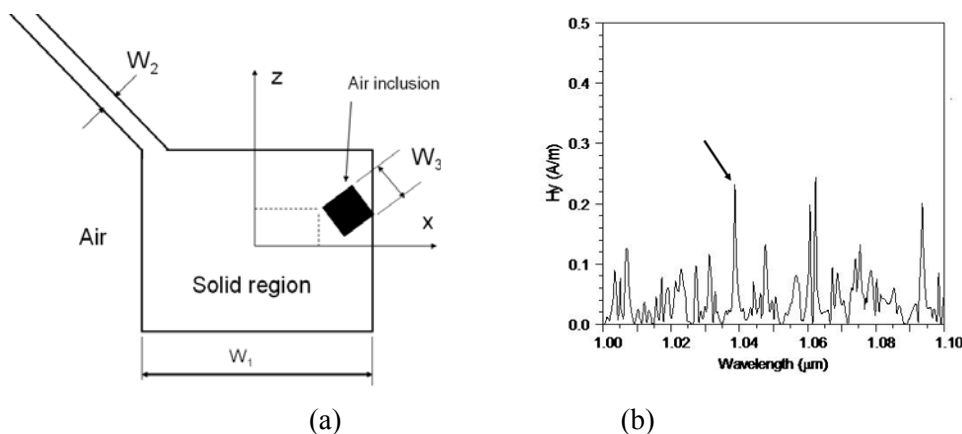 W2
z
Air inclusion
W3
x
Air
Solid region
W1
(a)
0.5
0.4
0.3
0.2
0.1
0.0
Hy (A/m)
1.00 1.02 1.04 1.06 1.08 1.10
Wavelength (μm)
(b)